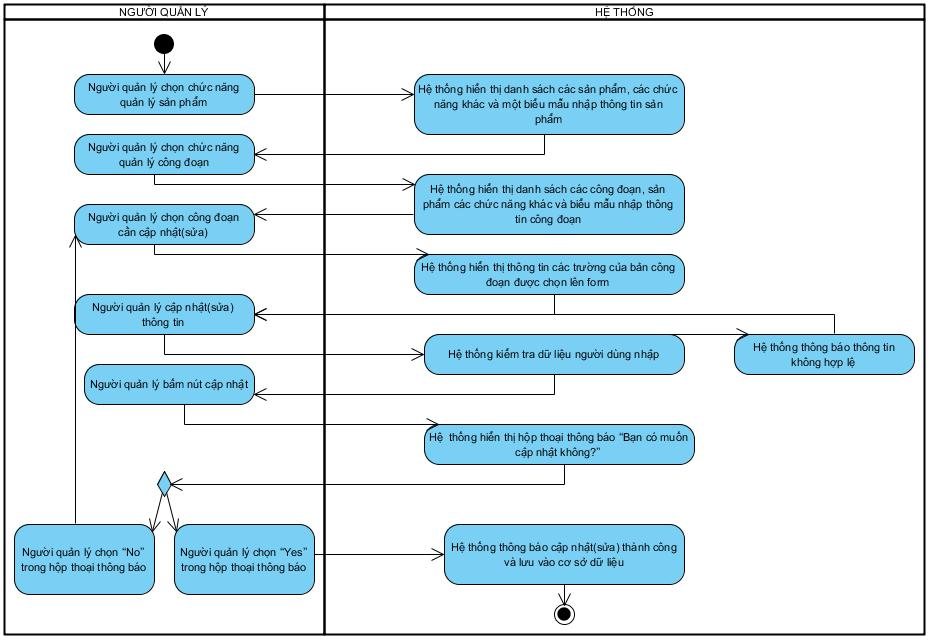 NGƯỜI QUẢN LÝ
HỆ THỐNG
Người quản lý chọn chức năng
quản lý sản phẩm
Hệ thống hiển thị danh sách các sản phẩm, các chức
năng khác và một biểu mẫu nhập thông tin sản
phẩm
Người quản lý chọn chức năng
quản lý công đoạn
Hệ thống hiển thị danh sách các công đoạn, sản
phẩm các chức năng khác và biểu mẫu nhập thông
tin công đoạn
Người quản lý chọn công đoạn
cần cập nhật(sửa)
Hệ thống hiển thị thông tin các trường của bản công
đoạn được chọn lên form
Người quản lý cập nhật(sửa)
thông tin
Hệ thống kiểm tra dữ liệu người dùng nhập
Hệ thống thông báo thông tin
không hợp lệ
Người quản lý bấm nút cập nhật
Hệ thống hiển thị hộp thoại thông báo “Bạn có muốn
cập nhật không?”
Người quản lý chọn “No”
trong hộp thoại thông báo
Người quản lý chọn “Yes”
trong hộp thoại thông báo
Hệ thống thông báo cập nhật(sửa) thành công
và lưu vào cơ sở dữ liệu